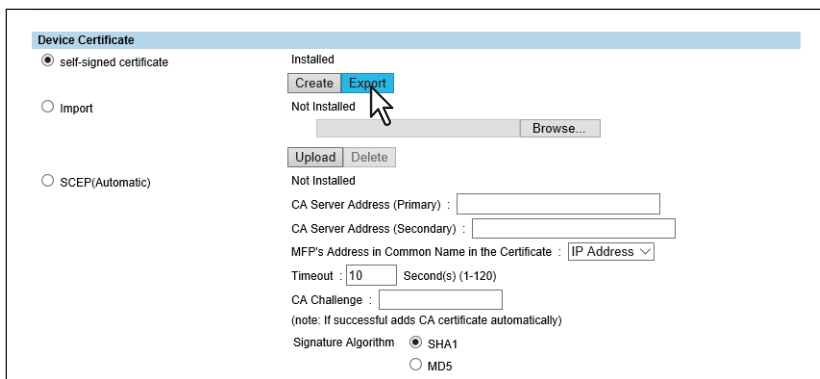 Device Certificate
self-signed certificate Installed
Create Export
Import Not Installed
Browse...
Upload Delete
SCEP(Automatic) Not Installed
CA Server Address (Primary) :
CA Server Address (Secondary) :
MFP's Address in Common Name in the Certificate : IP Address
Timeout : 10 Second(s) (1-120)
CA Challenge :
(note: If successful adds CA certificate automatically)
Signature Algorithm SHA1
MD5